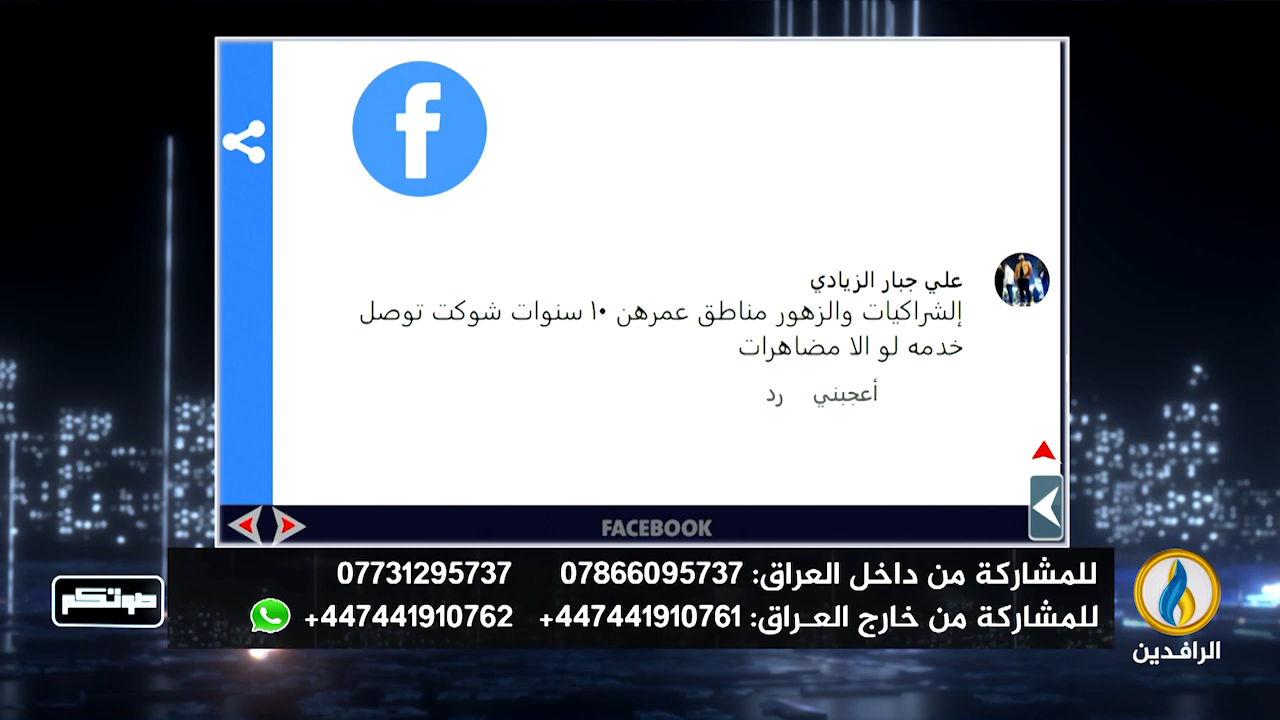 علي جبار الزيادي
إلشراكيات والزهور مناطق عمرهن ١٠ سنوات شوكت توصل
خدمه لو الا مضاهرات
أعجبني رد
FACEBOOK
للمشاركة من داخل العراق: 07866095737 07731295737
للمشاركة من خارج العـراق: 447441910761+ 447441910762+
صوتكم
الرافـدين